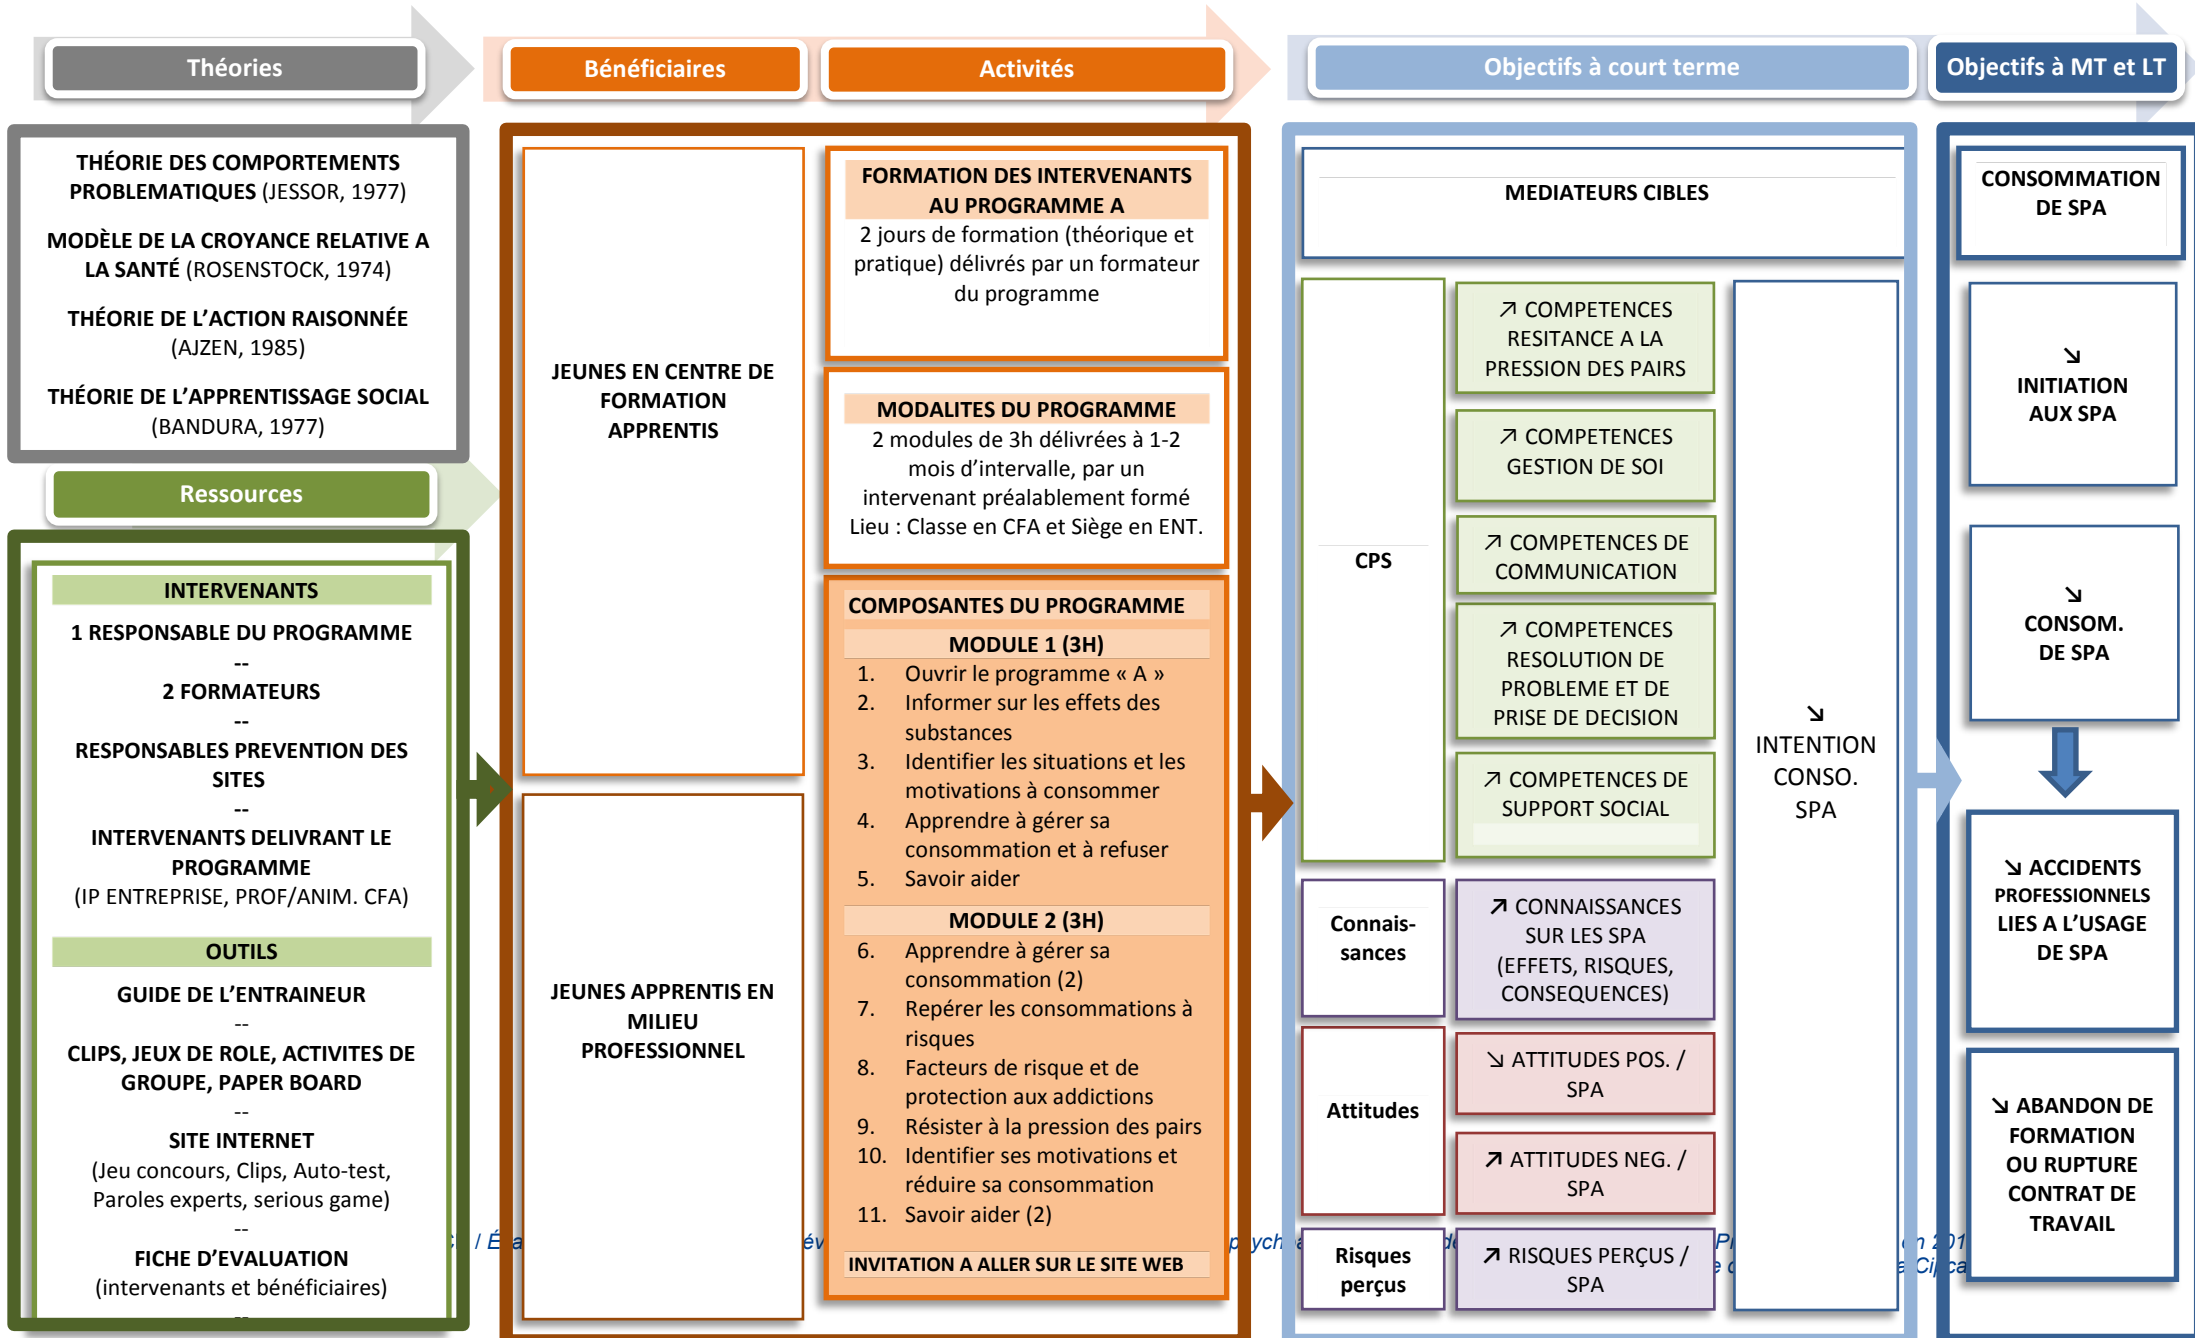 Théories
THÉORIE DES COMPORTEMENTS
PROBLEMATIQUES (JESSOR, 1977)
MODÈLE DE LA CROYANCE RELATIVE A
LA SANTÉ (ROSENSTOCK, 1974)
THÉORIE DE L’ACTION RAISONNÉE
(AJZEN, 1985)
THÉORIE DE L’APPRENTISSAGE SOCIAL
(BANDURA, 1977)
Ressources
INTERVENANTS
1 RESPONSABLE DU PROGRAMME
--
2 FORMATEURS
--
RESPONSABLES PREVENTION DES
SITES
--
INTERVENANTS DELIVRANT LE
PROGRAMME
(IP ENTREPRISE, PROF/ANIM. CFA)
OUTILS
GUIDE DE L’ENTRAINEUR
--
CLIPS, JEUX DE ROLE, ACTIVITES DE
GROUPE, PAPER BOARD
--
SITE INTERNET
(Jeu concours, Clips, Auto-test,
Paroles experts, serious game)
--
FICHE D’EVALUATION
(intervenants et bénéficiaires)
--
Bénéficiaires
JEUNES EN CENTRE DE
FORMATION
APPRENTIS
JEUNES APPRENTIS EN
MILIEU
PROFESSIONNEL
Activités
FORMATION DES INTERVENANTS
AU PROGRAMME A
2 jours de formation (théorique et
pratique) délivrés par un formateur
du programme
MODALITES DU PROGRAMME
2 modules de 3h délivrées à 1-2
mois d’intervalle, par un
intervenant préalablement formé
Lieu : Classe en CFA et Siège en ENT.
COMPOSANTES DU PROGRAMME
MODULE 1 (3H)
1. Ouvrir le programme « A »
2. Informer sur les effets des
substances
3. Identifier les situations et les
motivations à consommer
4. Apprendre à gérer sa
consommation et à refuser
5. Savoir aider
MODULE 2 (3H)
6. Apprendre à gérer sa
consommation (2)
7. Repérer les consommations à
risques
8. Facteurs de risque et de
protection aux addictions
9. Résister à la pression des pairs
10. Identifier ses motivations et
réduire sa consommation
11. Savoir aider (2)
INVITATION A ALLER SUR LE SITE WEB
Objectifs à court terme
MEDIATEURS CIBLES
CPS
↗ COMPETENCES
RESITANCE A LA
PRESSION DES PAIRS
↗ COMPETENCES
GESTION DE SOI
↗ COMPETENCES DE
COMMUNICATION
↗ COMPETENCES
RESOLUTION DE
PROBLEME ET DE
PRISE DE DECISION
↗ COMPETENCES DE
SUPPORT SOCIAL
Connais-
sances
↗ CONNAISSANCES
SUR LES SPA
(EFFETS, RISQUES,
CONSEQUENCES)
Attitudes
↘ ATTITUDES POS. /
SPA
↗ ATTITUDES NEG. /
SPA
Risques
perçus
↗ RISQUES PERÇUS /
SPA
↘
INTENTION
CONSO.
SPA
Objectifs à MT et LT
CONSOMMATION
DE SPA
↘
INITIATION
AUX SPA
↘
CONSOM.
DE SPA
↘ ACCIDENTS
PROFESSIONNELS
LIES A L’USAGE
DE SPA
↘ ABANDON DE
FORMATION
OU RUPTURE
CONTRAT DE
TRAVAIL